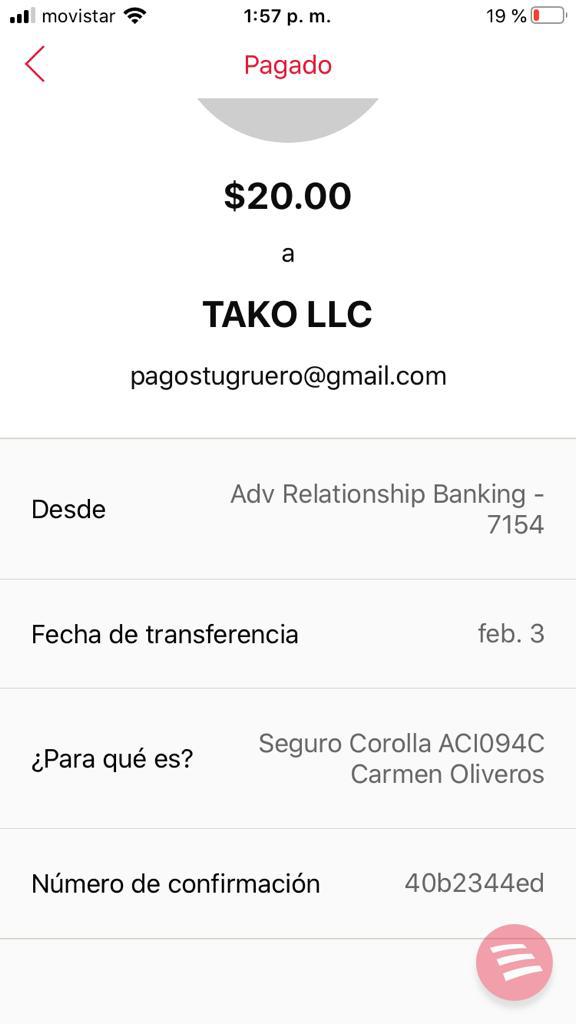 movistar 1:57 p. m. 19 %
Pagado
$20.00
a
TAKO LLC
pagostugruero@gmail.com
Desde
Adv Relationship Banking -
7154
Fecha de transferencia
feb. 3
¿Para qué es?
Seguro Corolla ACI094C
Carmen Oliveros
Número de confirmación
40b2344ed